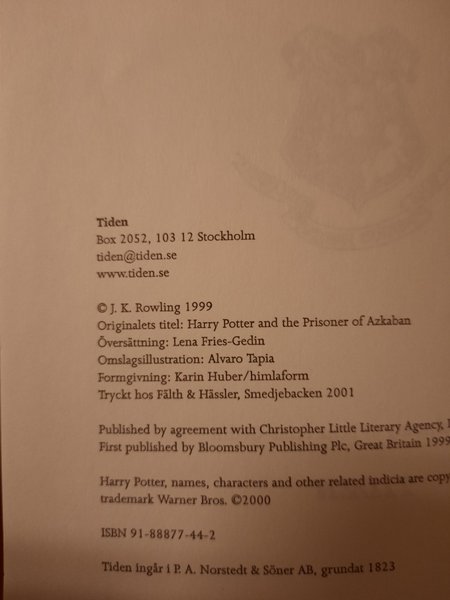 Tiden
Box 2052, 103 12 Stockholm
tiden@tiden.se
www.tiden.se
© J. K. Rowling 1999
Originalets titel: Harry Potter and the Prisoner of Azkaban
Översättning: Lena Fries-Gedin
Omslagsillustration: Alvaro Tapia
Formgivning: Karin Huber/himlaform
Tryckt hos Fälth & Hässler, Smedjebacken 2001
Published by agreement with Christopher Little Literary Agency,
First published by Bloomsbury Publishing Plc, Great Britain 1999
Harry Potter, names, characters and other related indicia are copy
trademark Warner Bros. ©2000
ISBN 91-88877-44-2
Tiden ingår i P. A. Norstedt & Söner AB, grundat 1823